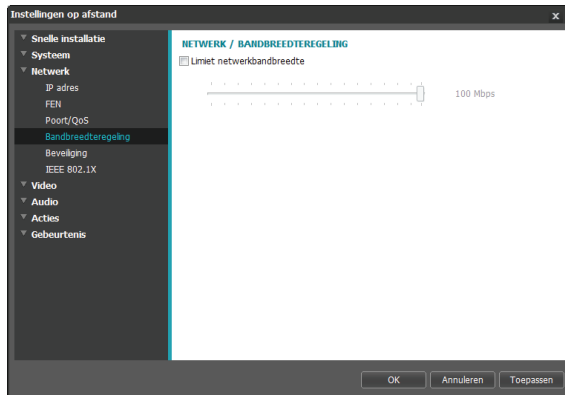 Instellingen op afstand
x
Snelle installatie
Systeem
Netwerk
IP adres
FEN
Poort/QoS
Bandbreedteregeling
Beveiliging
IEEE 802.1X
Video
Audio
Acties
Gebeurtenis
NETWERK / BANDBREEDTEREGELING
Limiet netwerkbandbreedte
100 Mbps
OK
Annuleren
Toepassen